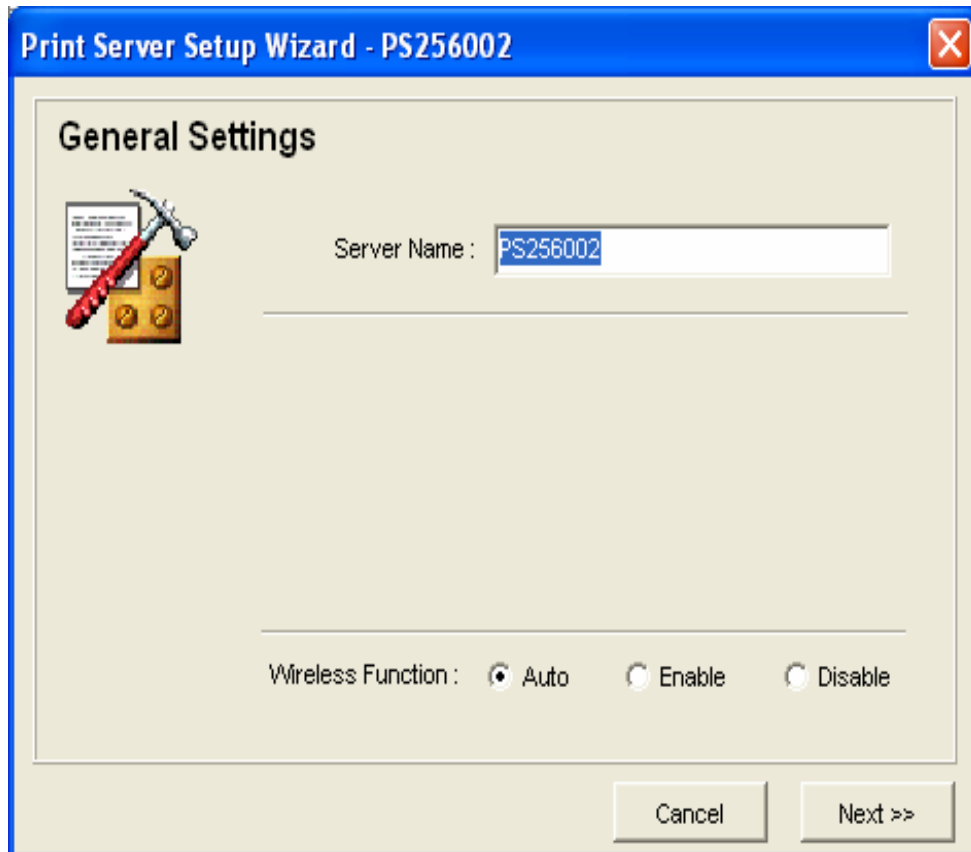 Print Server Setup Wizard - PS256002
General Settings
Server Name : PS256002
Wireless Function : Auto Enable Disable
Cancel Next >>